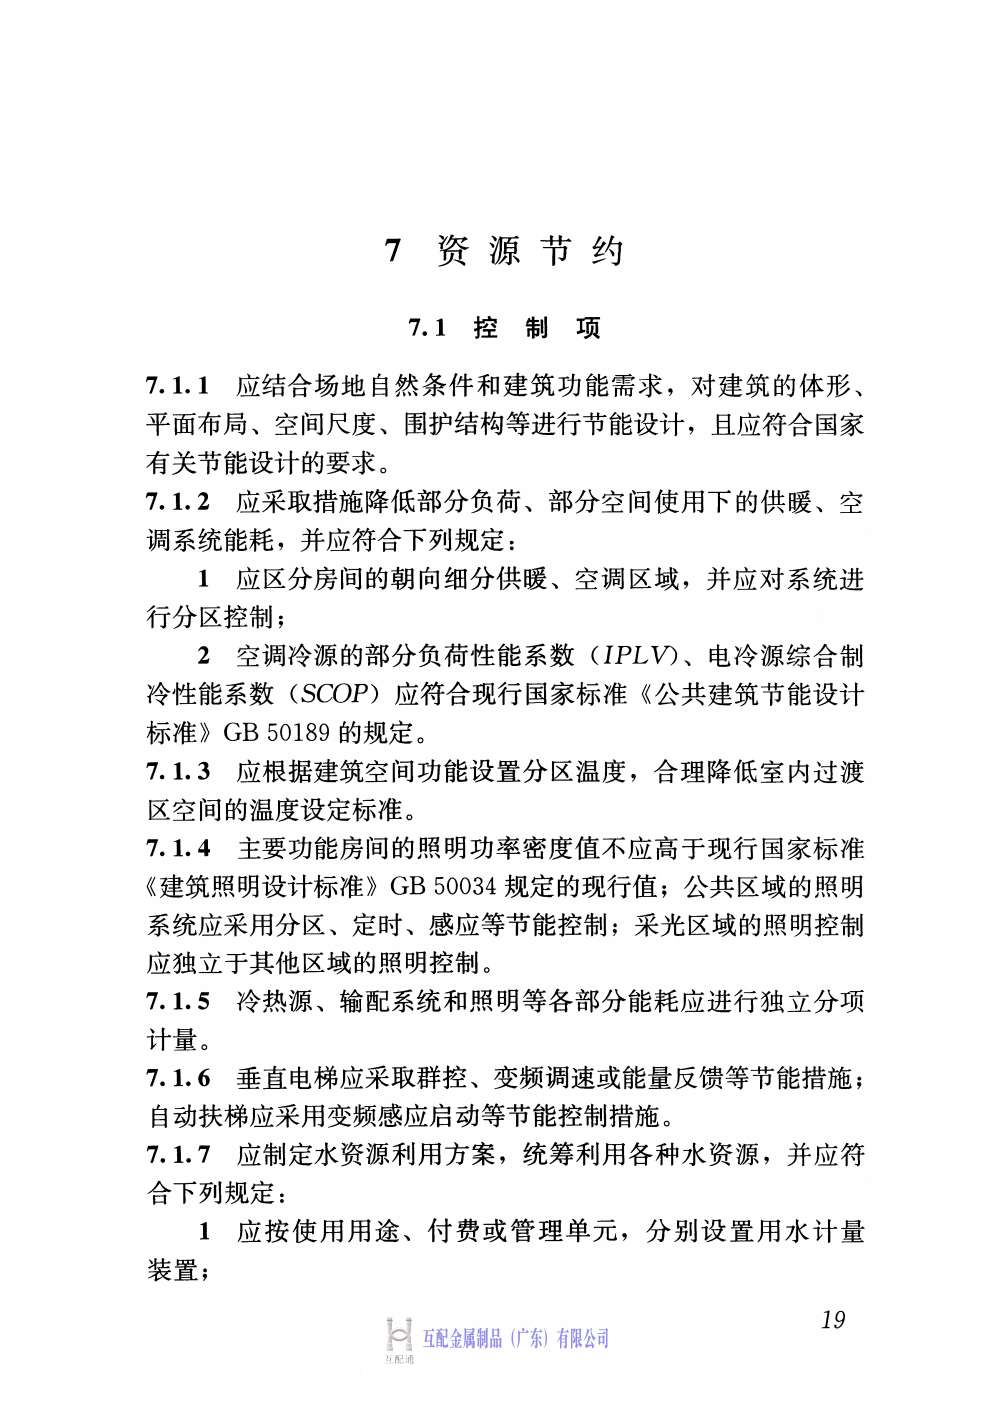 7 资源节约
7.1 控制项
7.1.1 应结合场地自然条件和建筑功能需求，对建筑的体形、
平面布局、空间尺度、围护结构等进行节能设计，且应符合国家
有关节能设计的要求。
7.1.2 应采取措施降低部分负荷、部分空间使用下的供暖、空
调系统能耗，并应符合下列规定：
1 应区分房间的朝向细分供暖、空调区域，并应对系统进
行分区控制；
2 空调冷源的部分负荷性能系数（IPLV）、电冷源综合制
冷性能系数（SCOP）应符合现行国家标准《公共建筑节能设计
标准》GB 50189 的规定。
7.1.3 应根据建筑空间功能设置分区温度，合理降低室内过渡
区空间的温度设定标准。
7.1.4 主要功能房间的照明功率密度值不应高于现行国家标准
《建筑照明设计标准》GB 50034 规定的现行值；公共区域的照明
系统应采用分区、定时、感应等节能控制；采光区域的照明控制
应独立于其他区域的照明控制。
7.1.5 冷热源、输配系统和照明等各部分能耗应进行独立分项
计量。
7.1.6 垂直电梯应采取群控、变频调速或能量反馈等节能措施；
自动扶梯应采用变频感应启动等节能控制措施。
7.1.7 应制定水资源利用方案，统筹利用各种水资源，并应符
合下列规定：
1 应按使用用途、付费或管理单元，分别设置用水计量
装置；
19
互配金属制品（广东）有限公司
互配通